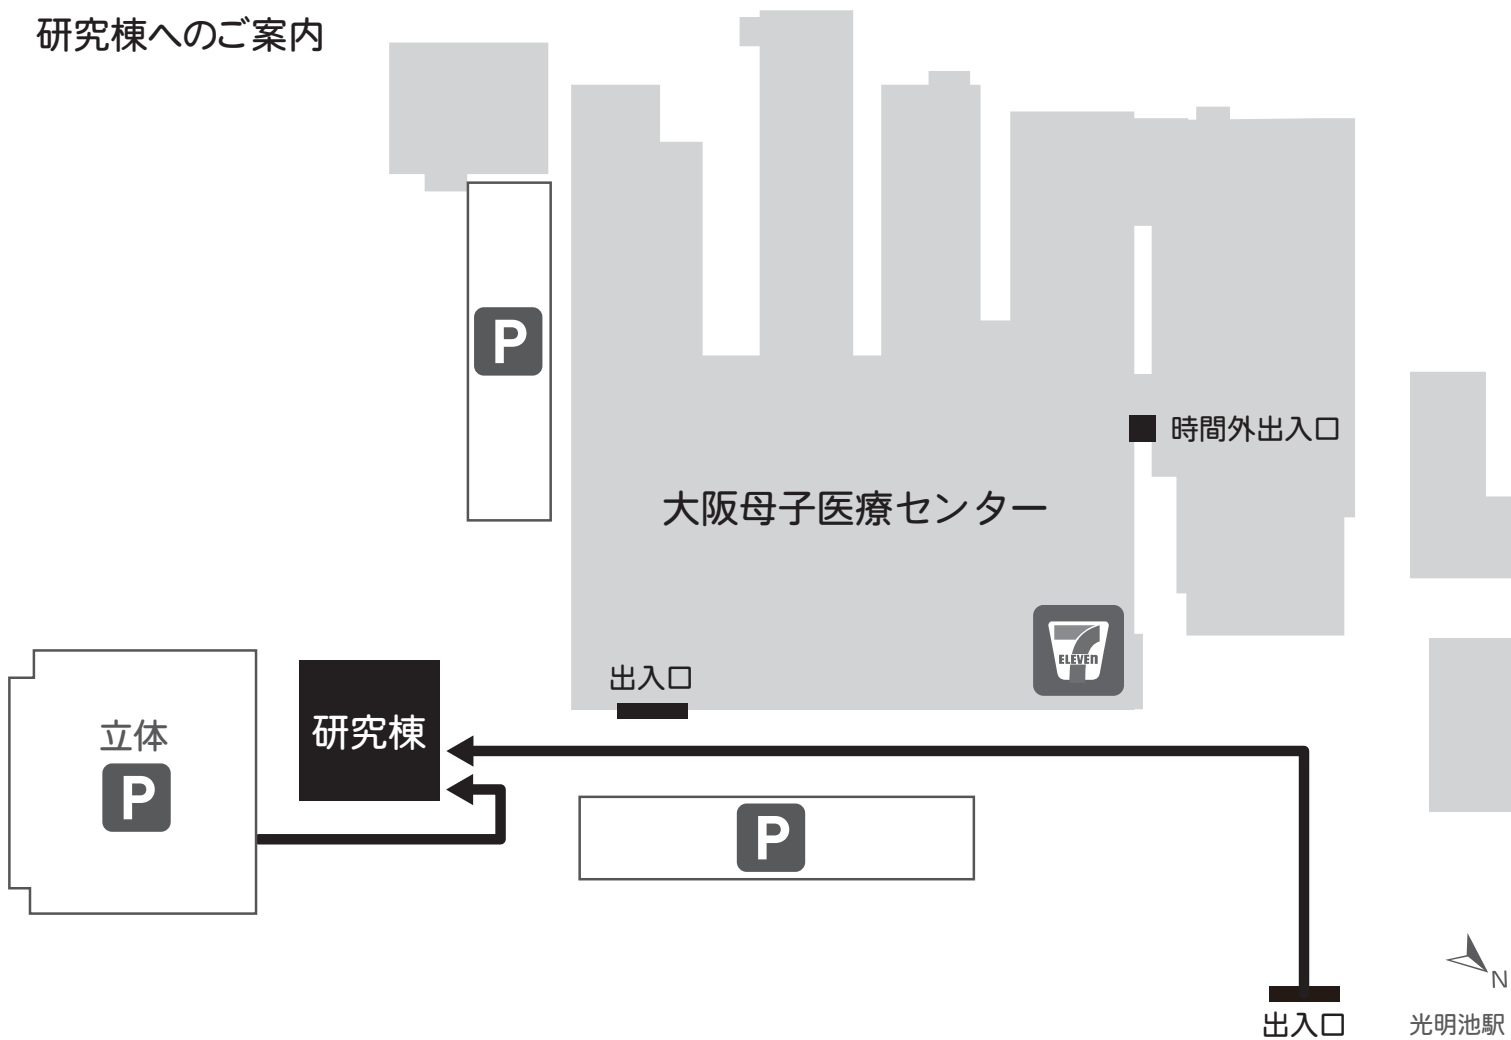 研究棟へのご案内
P
時間外出入口
大阪母子医療センター
7
ELEVEn
出入口
研究棟
立体
P
P
N
出入口
光明池駅